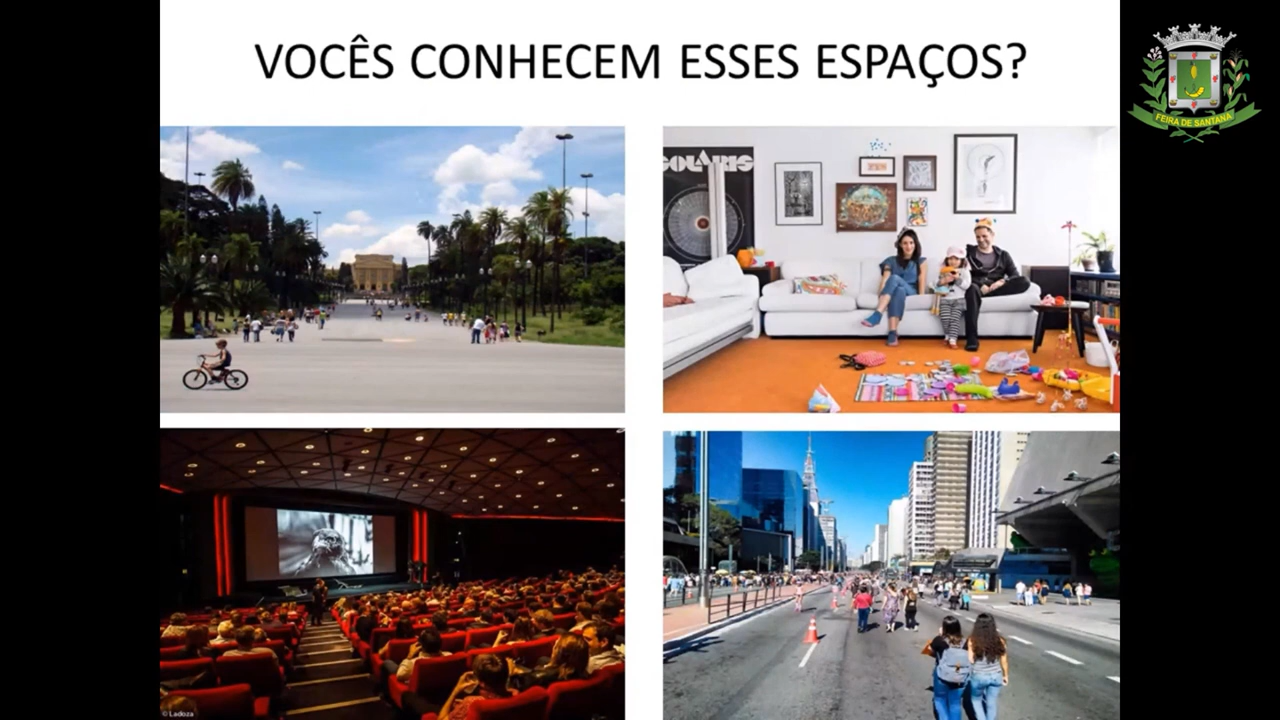 VOCÊS CONHECEM ESSES ESPAÇOS?
FEIRA DE SANTANA
SOLARIS
© Ladoza